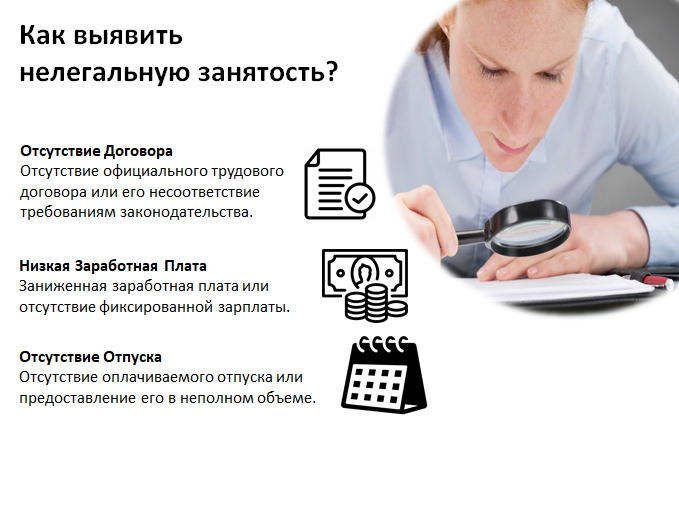 Как выявить
нелегальную занятость?
Отсутствие Договора
Отсутствие официального трудового
договора или его несоответствие
требованиям законодательства.
Низкая Заработная Плата
Заниженная заработная плата или
отсутствие фиксированной зарплаты.
Отсутствие Отпуска
Отсутствие оплачиваемого отпуска или
предоставление его в неполном объеме.